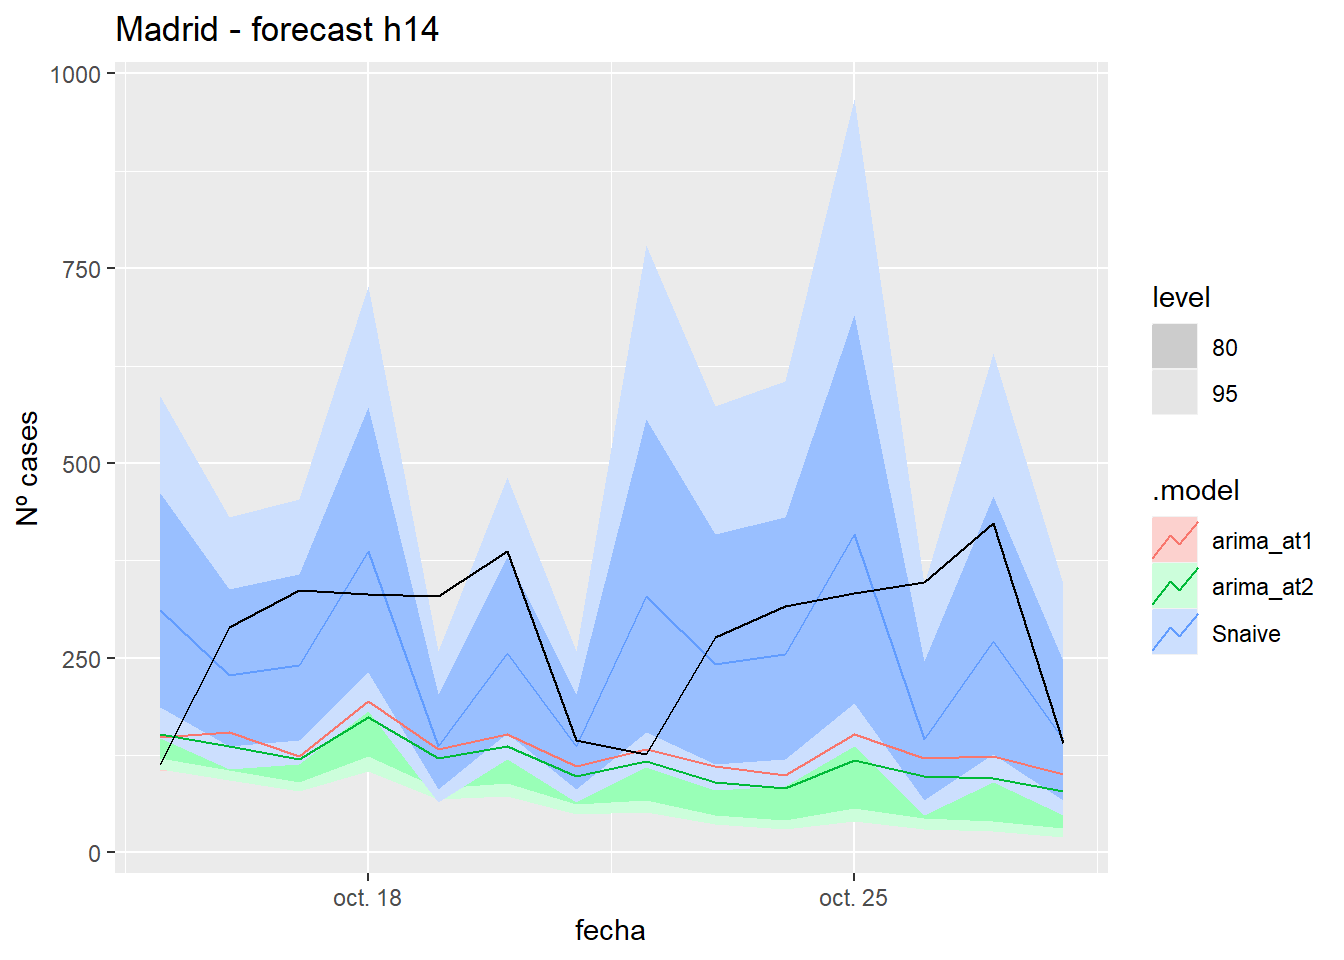 Madrid - forecast h14
1000
750
500
250
0
Nº cases
oct. 18
oct. 25
fecha
level
80
95
.model
arima_at1
arima_at2
Snaive